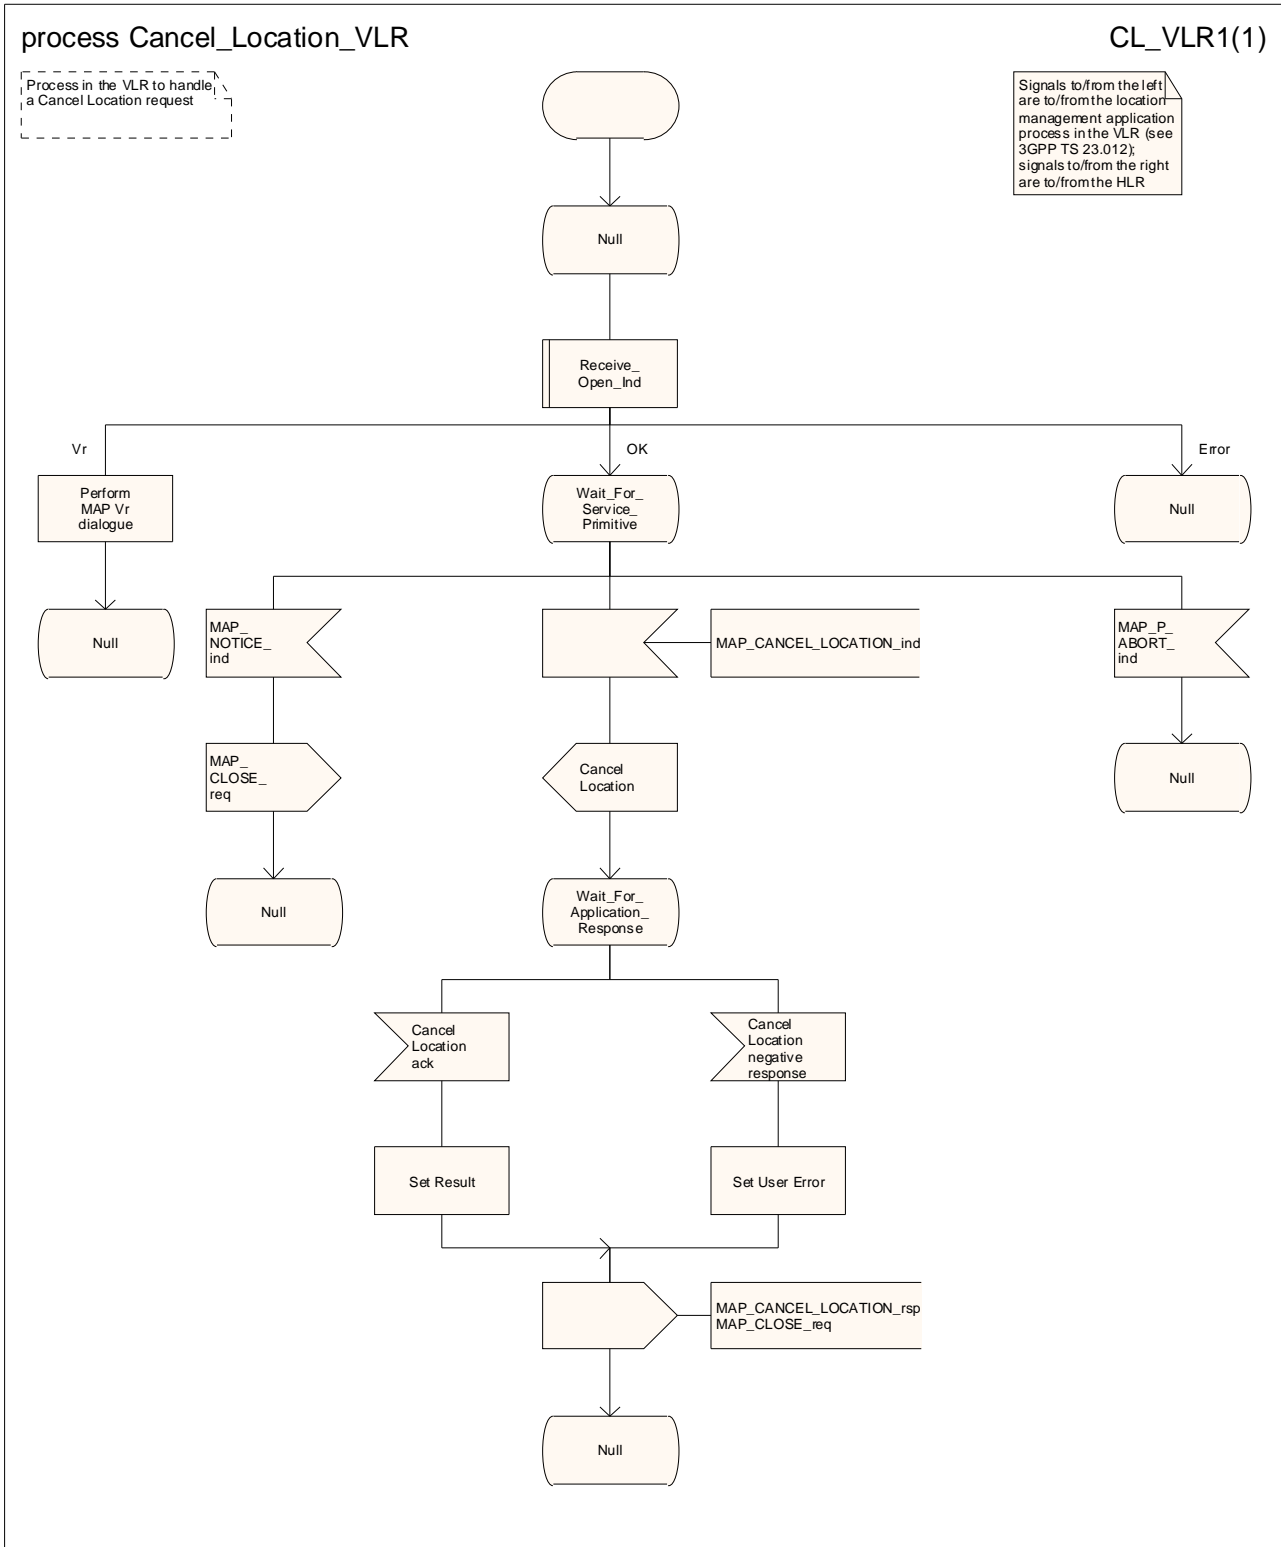 process Cancel_Location_VLR
CL_VLR1(1)
Process in the VLR to handle
a Cancel Location request
Signals to/from the left
are to/from the location
management application
process in the VLR (see
3GPP TS 23.012);
signals to/from the right
are to/from the HLR
Null
Receive_
Open_Ind
Vr
OK
Error
Perform
MAP Vr
dialogue
Wait_For_
Service_
Primitive
Null
Null
MAP_
NOTICE_
ind
MAP_CANCEL_LOCATION_ind
MAP_P_
ABORT_
ind
MAP_
CLOSE_
req
Cancel
Location
Null
Null
Wait_For_
Application_
Response
Cancel
Location
ack
Cancel
Location
negative
response
Set Result
Set User Error
MAP_CANCEL_LOCATION_rsp
MAP_CLOSE_req
Null